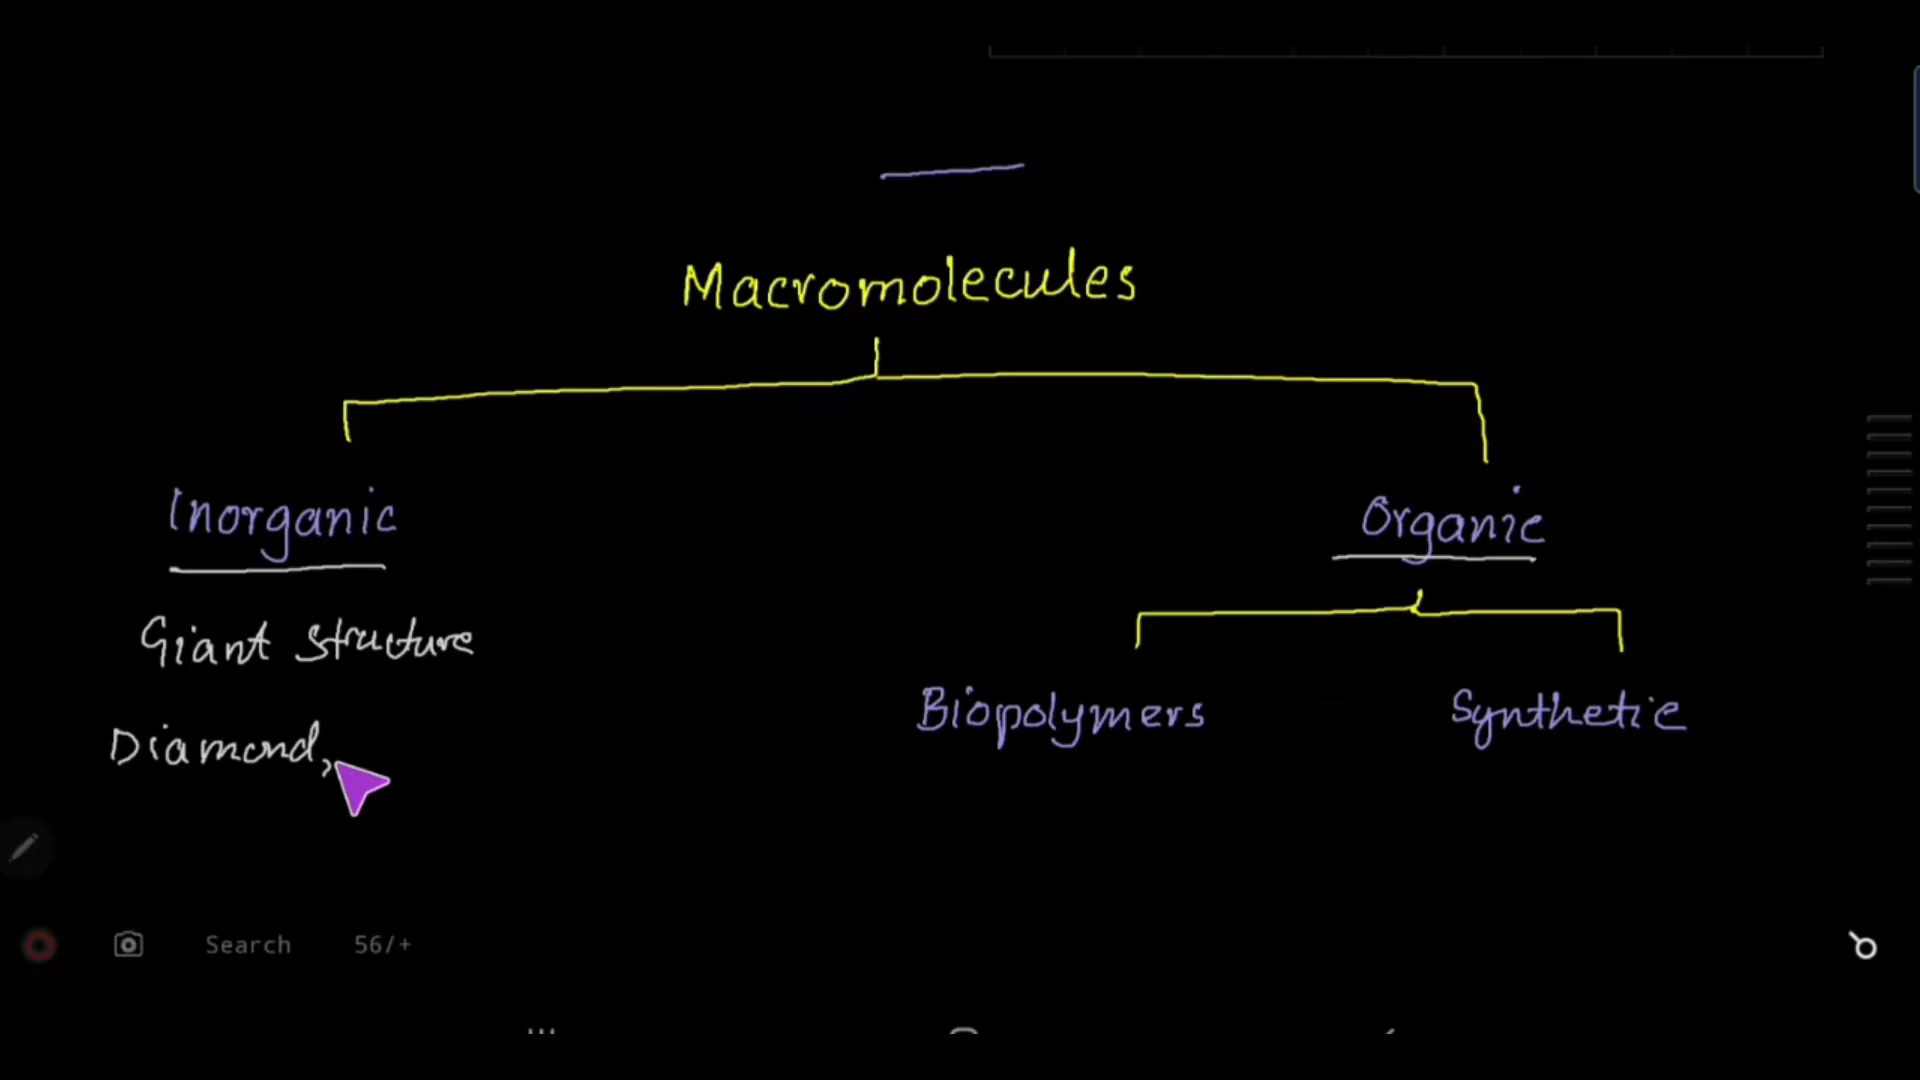 Macromolecules
Inorganic
Organic
Giant structure
Biopolymers
Synthetic
Diamond,
Search 56/+